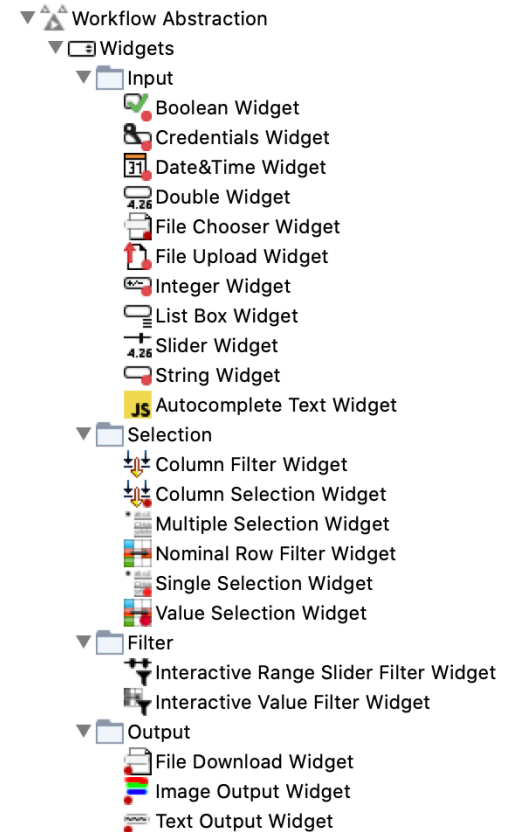 Workflow Abstraction
Widgets
Input
Boolean Widget
Credentials Widget
Date&Time Widget
Double Widget
File Chooser Widget
File Upload Widget
Integer Widget
List Box Widget
Slider Widget
String Widget
Autocomplete Text Widget
Selection
Column Filter Widget
Column Selection Widget
Multiple Selection Widget
Nominal Row Filter Widget
Single Selection Widget
Value Selection Widget
Filter
Interactive Range Slider Filter Widget
Interactive Value Filter Widget
Output
File Download Widget
Image Output Widget
Text Output Widget